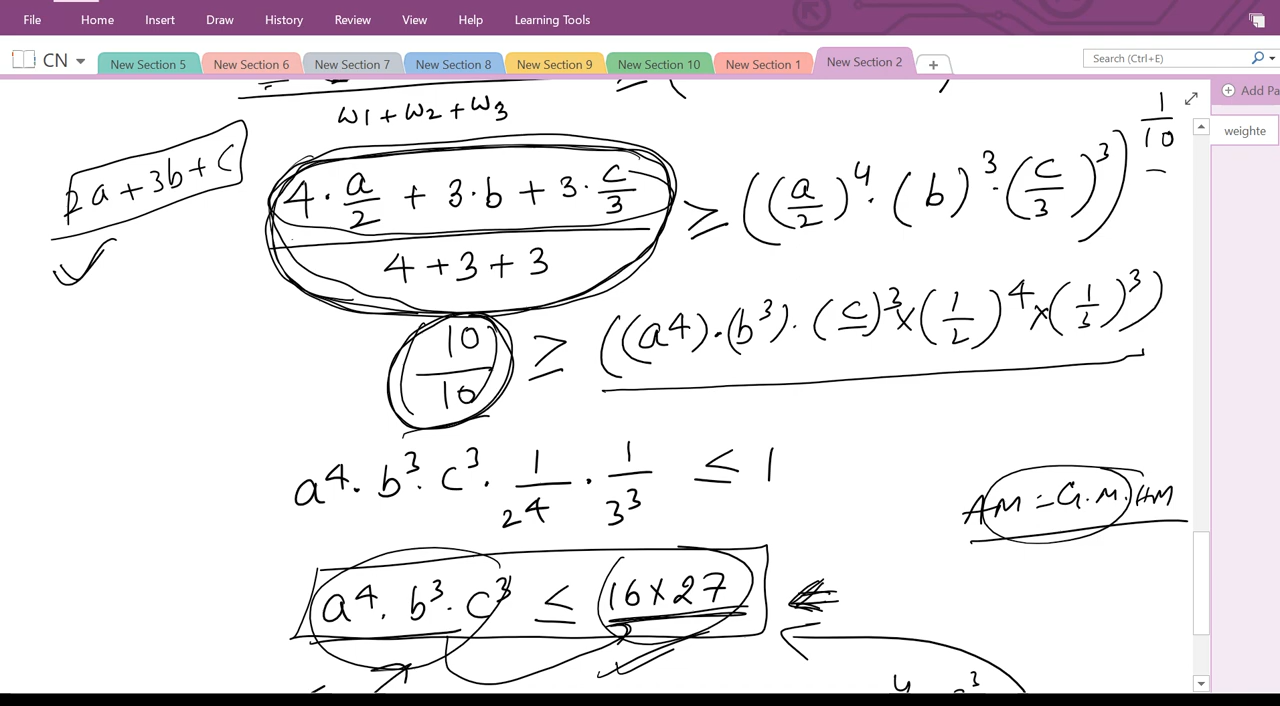 File Home Insert Draw History Review View Help Learning Tools
CN New Section 5 New Section 6 New Section 7 New Section 8 New Section 9 New Section 10 New Section 1 New Section 2 + Search (Ctrl+E)
Add Pa
weighte
w1 + w2 + w3
2a + 3b + c
(4 · a/2 + 3 · b + 3 · c/3) / (4 + 3 + 3) ≥ ((a/2)^4 · (b)^3 · (c/3)^3)^(1/10)
10/10 ≥ ((a^4) · (b^3) · (c)^3 × (1/2)^4 × (1/3)^3)
a^4 · b^3 · c^3 · 1/2^4 · 1/3^3 ≤ 1
AM = G.M. HM
a^4 · b^3 · c^3 ≤ 16 × 27